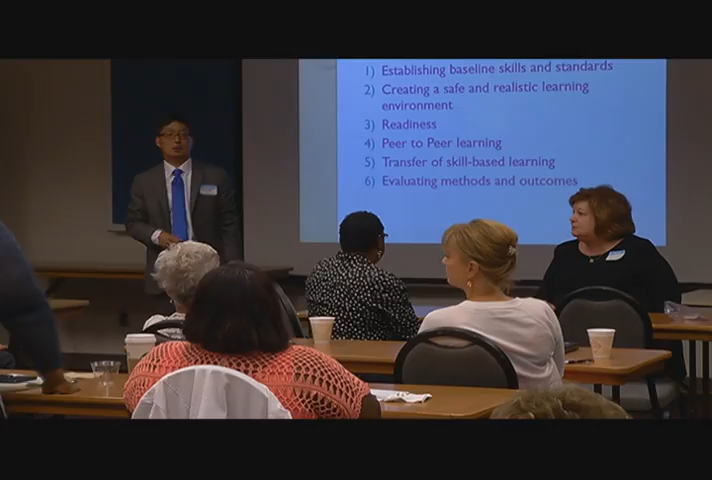 1) Establishing baseline skills and standards
2) Creating a safe and realistic learning
environment
3) Readiness
4) Peer to Peer learning
5) Transfer of skill-based learning
6) Evaluating methods and outcomes